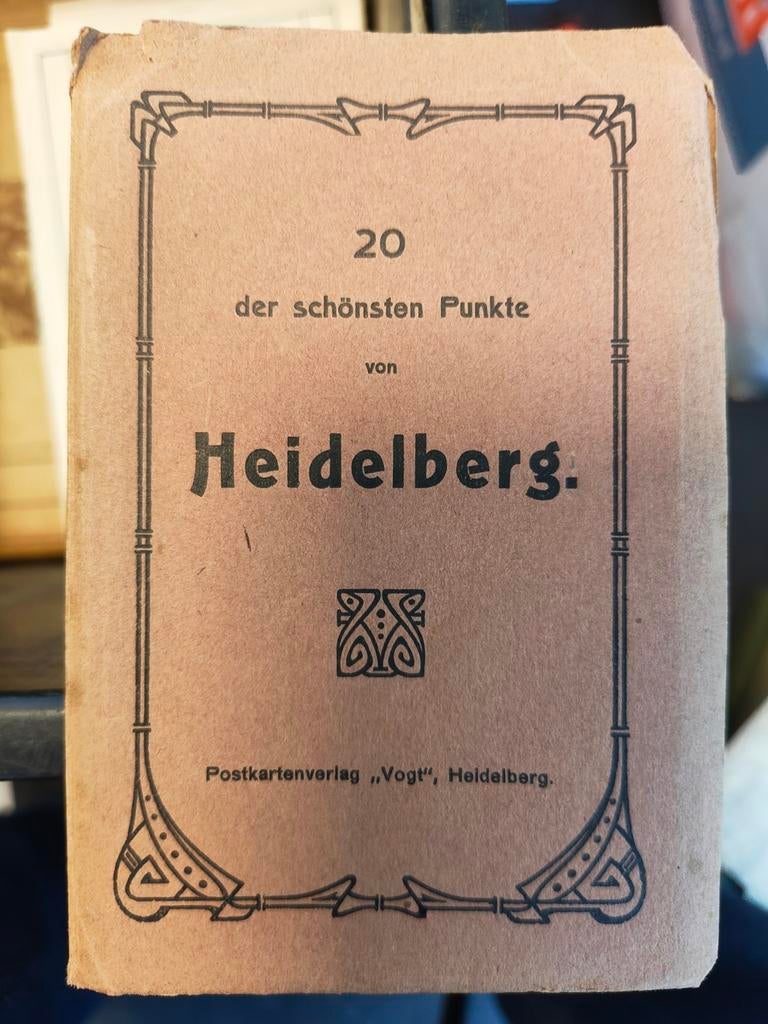 20
der schönsten Punkte
von
Heidelberg.
Postkartenverlag „Vogt“, Heidelberg.